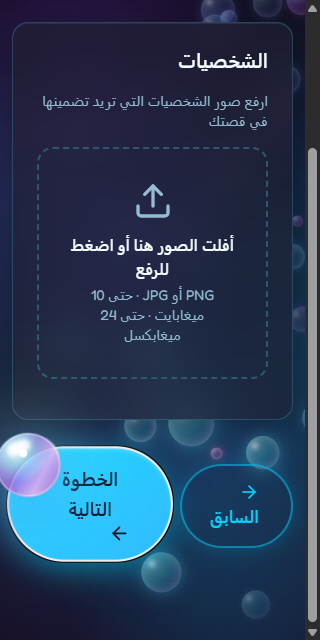 الشخصيات
ارفع صور الشخصيات التي تريد تضمينها
في قصتك
أفلت الصور هنا أو اضغط
للرفع
PNG أو JPG · حتى 10
ميغابايت · حتى 24
ميغابكسل
السابق
الخطوة
التالية